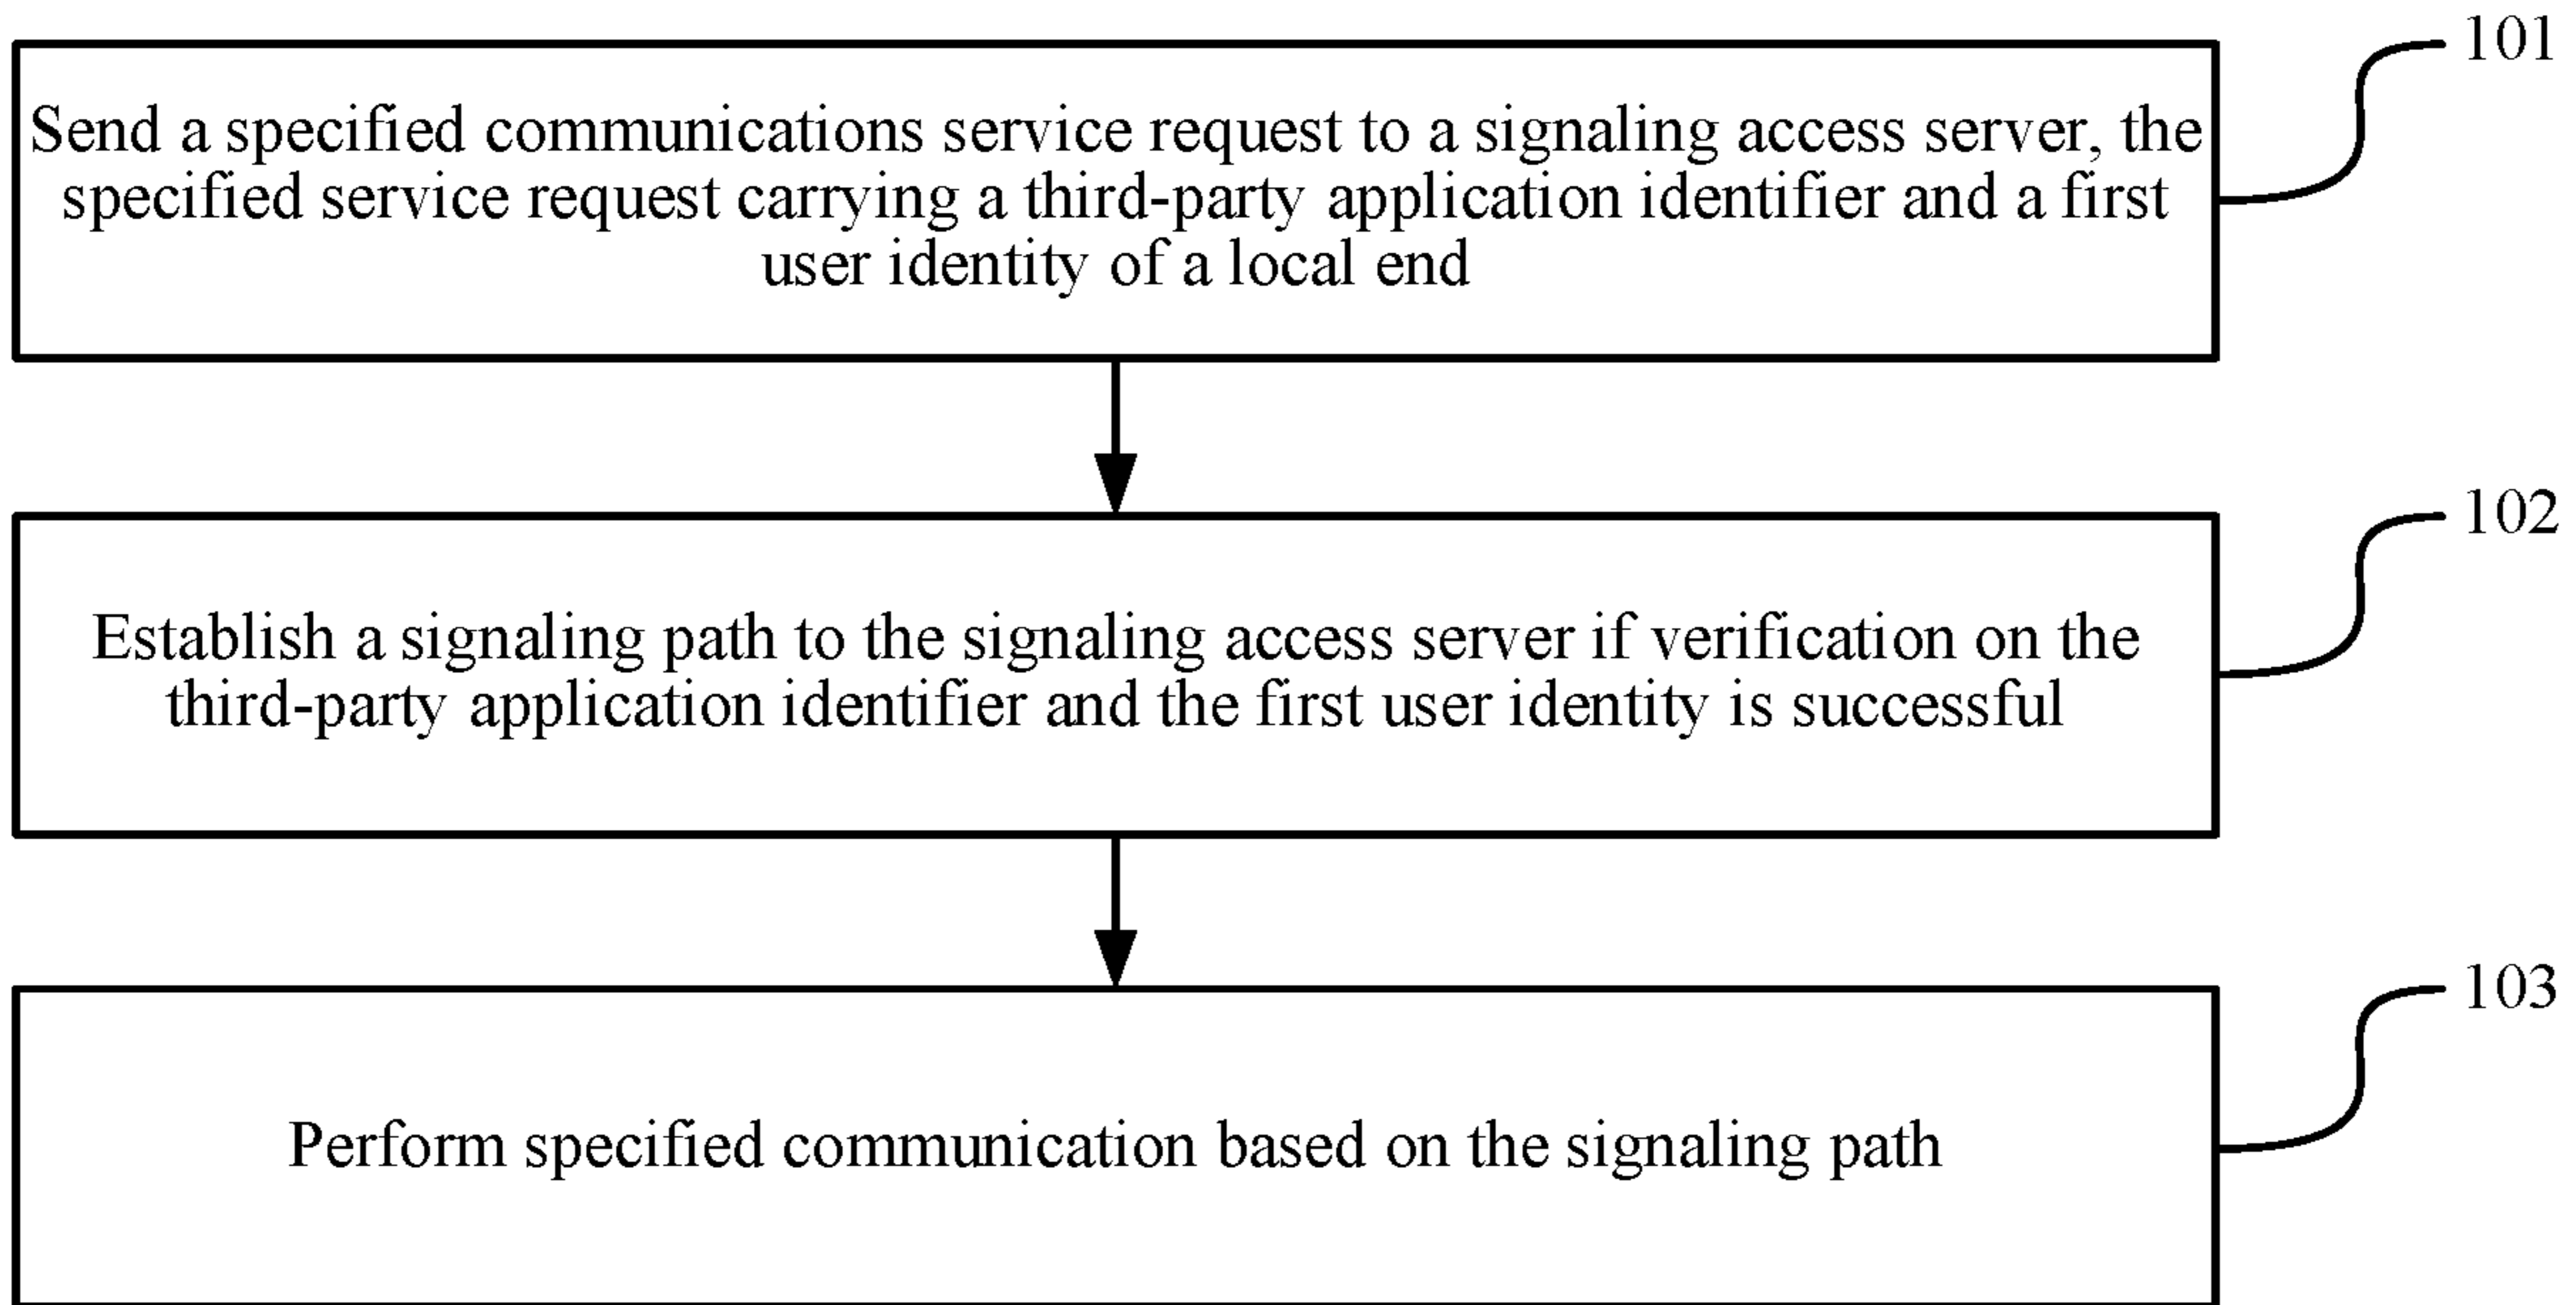 101
Send a specified communications service request to a signaling access server, the
specified service request carrying a third-party application identifier and a first
user identity of a local end
102
Establish a signaling path to the signaling access server if verification on the
third-party application identifier and the first user identity is successful
103
Perform specified communication based on the signaling path